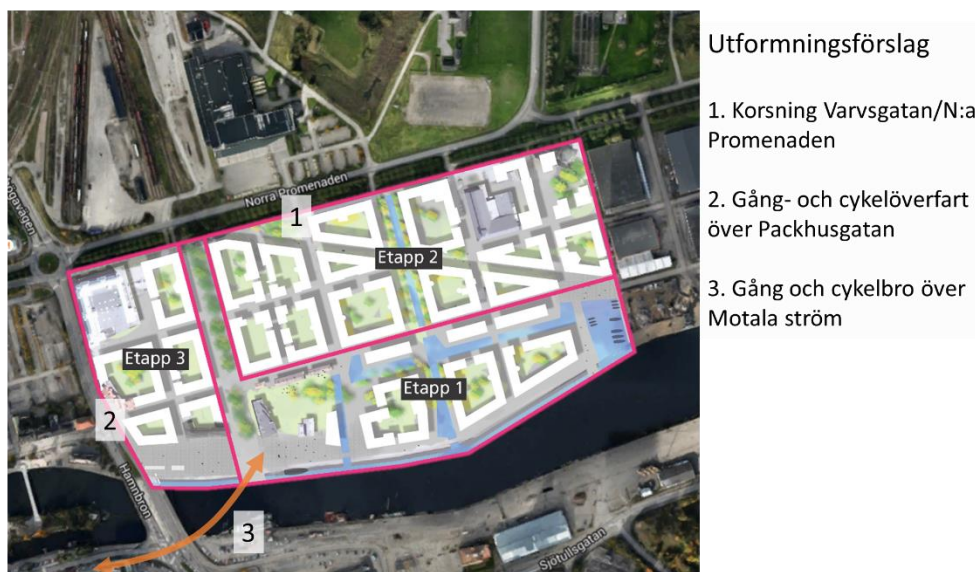 Utformningsförslag
1. Korsning Varvsgatan/N:a
Promenaden
2. Gång- och cykelöverfart
över Packhusgatan
3. Gång och cykelbro över
Motala ström
Norra Promenaden
1
Etapp 2
Etapp 3
Etapp 1
2
Hamnbron
3
Sjötullsgatan